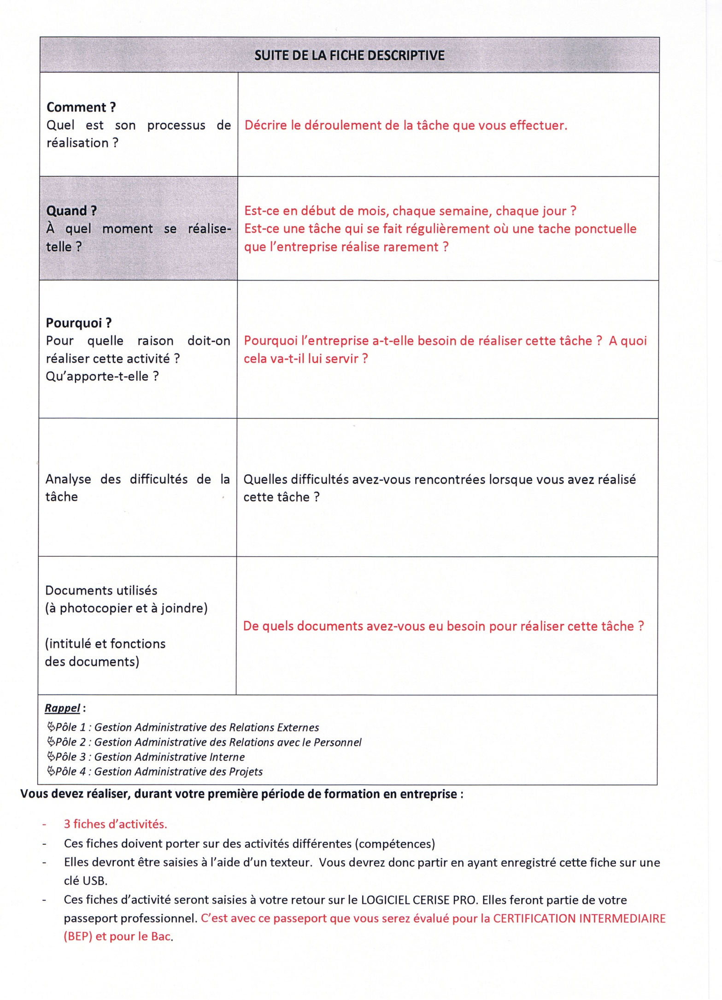 SUITE DE LA FICHE DESCRIPTIVE
Comment ?
Quel est son processus de
réalisation ?
Décrire le déroulement de la tâche que vous effectuer.
Quand ?
À quel moment se réalise-
telle ?
Est-ce en début de mois, chaque semaine, chaque jour ?
Est-ce une tâche qui se fait régulièrement où une tache ponctuelle
que l'entreprise réalise rarement ?
Pourquoi ?
Pour quelle raison doit-on
réaliser cette activité ?
Qu'apporte-t-elle ?
Pourquoi l'entreprise a-t-elle besoin de réaliser cette tâche ? A quoi
cela va-t-il lui servir ?
Analyse des difficultés de la
tâche
Quelles difficultés avez-vous rencontrées lorsque vous avez réalisé
cette tâche ?
Documents utilisés
(à photocopier et à joindre)
(intitulé et fonctions
des documents)
De quels documents avez-vous eu besoin pour réaliser cette tâche ?
Rappel :
Pôle 1 : Gestion Administrative des Relations Externes
Pôle 2 : Gestion Administrative des Relations avec le Personnel
Pôle 3 : Gestion Administrative Interne
Pôle 4 : Gestion Administrative des Projets
Vous devez réaliser, durant votre première période de formation en entreprise :
- 3 fiches d'activités.
- Ces fiches doivent porter sur des activités différentes (compétences)
- Elles devront être saisies à l'aide d'un texteur. Vous devrez donc partir en ayant enregistré cette fiche sur une
clé USB.
- Ces fiches d'activité seront saisies à votre retour sur le LOGICIEL CERISE PRO. Elles feront partie de votre
passeport professionnel. C'est avec ce passeport que vous serez évalué pour la CERTIFICATION INTERMEDIAIRE
(BEP) et pour le Bac.